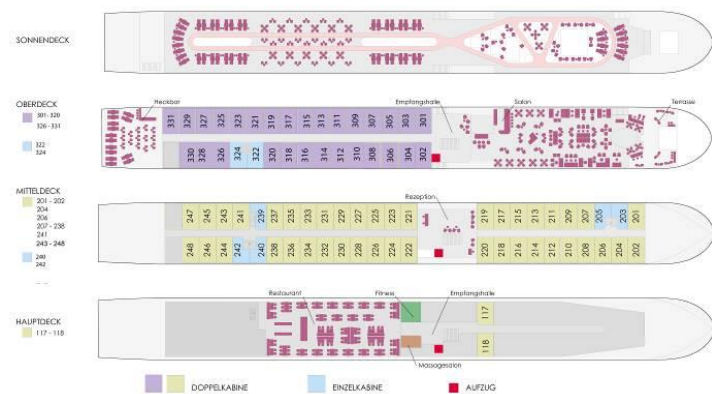 SONNENDECK
OBERDECK
301 - 320
326 - 331
322
324
Heckbar
Empfangshalle
Salon
Terrasse
331 329 327 325 323 321 319 317 315 313 311 309 307 305 303 301
330 328 326 324 322 320 318 316 314 312 310 308 306 304 302
MITTELDECK
201 - 202
204
206
207 - 238
241
243 - 248
240
242
Rezeption
247 245 243 241 239 237 235 233 231 229 227 225 223 221 219 217 215 213 211 209 207 205 203 201
248 246 244 242 240 238 236 234 232 230 228 226 224 222 220 218 216 214 212 210 208 206 204 202
HAUPTDECK
117 - 118
Restaurant
Fitness
Empfangshalle
117
118
Massagesalon
DOPPELKABINE
EINZELKABINE
AUFZUG